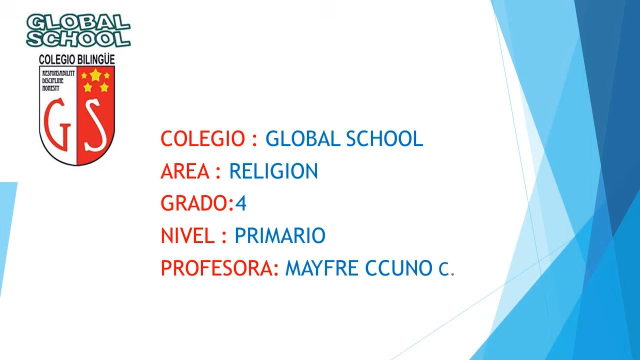 GLOBAL
SCHOOL
COLEGIO BILINGÜE
RESPONSABILITY
DISCIPLINE
HONESTY
G S
COLEGIO : GLOBAL SCHOOL
AREA : RELIGION
GRADO:4
NIVEL : PRIMARIO
PROFESORA: MAYFRE CCUNO C.